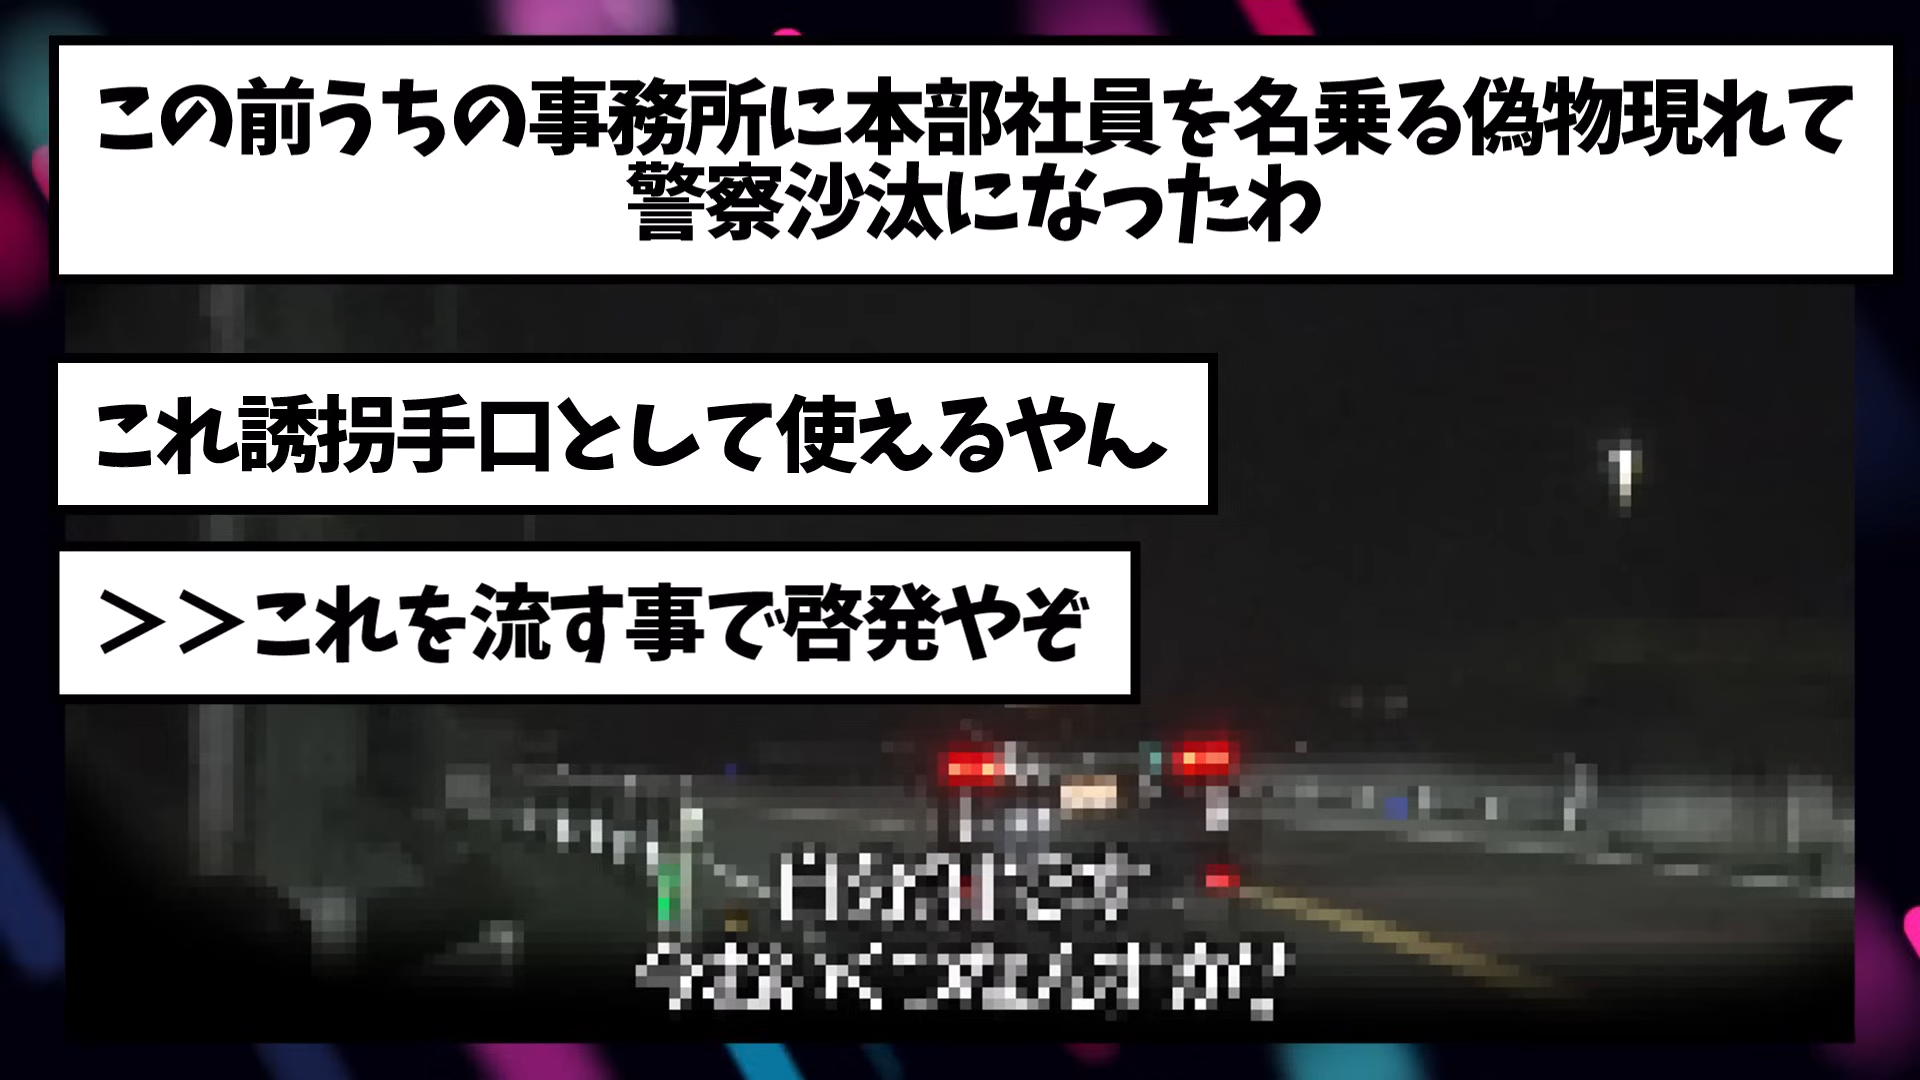 この前うちの事務所に本部社員を名乗る偽物現れて
警察沙汰になったわ
これ誘拐手口として使えるやん
＞＞これを流す事で啓発やぞ